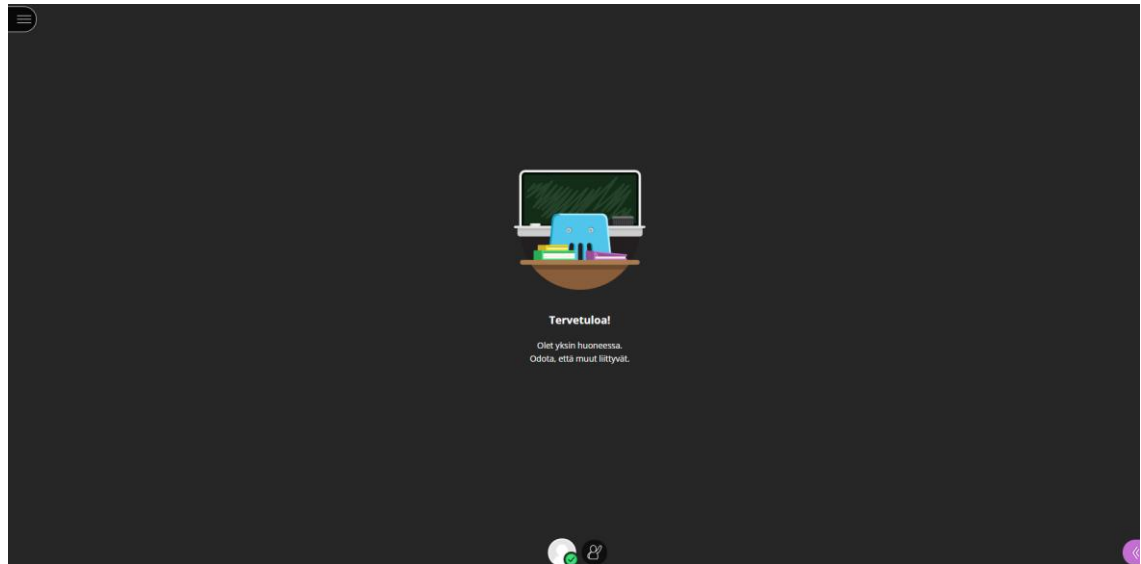 Tervetuloa!
Olet yksin huoneessa.
Odota, että muut liittyvät.